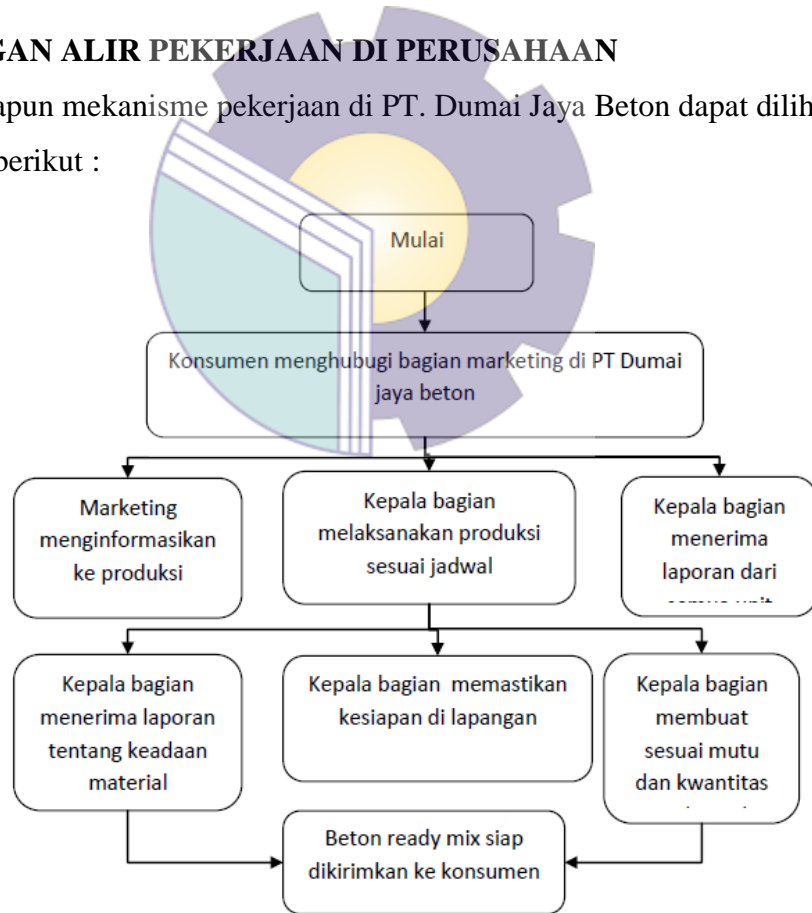 GAN ALIR PEKERJAAN DI PERUSAHAAN
apun mekanisme pekerjaan di PT. Dumai Jaya Beton dapat dilih
berikut :
Mulai
Konsumen menghubugi bagian marketing di PT Dumai
jaya beton
Marketing
menginformasikan
ke produksi
Kepala bagian
melaksanakan produksi
sesuai jadwal
Kepala bagian
menerima
laporan dari
semua unit
Kepala bagian
menerima laporan
tentang keadaan
material
Kepala bagian memastikan
kesiapan di lapangan
Kepala bagian
membuat
sesuai mutu
dan kwantitas
Beton ready mix siap
dikirimkan ke konsumen